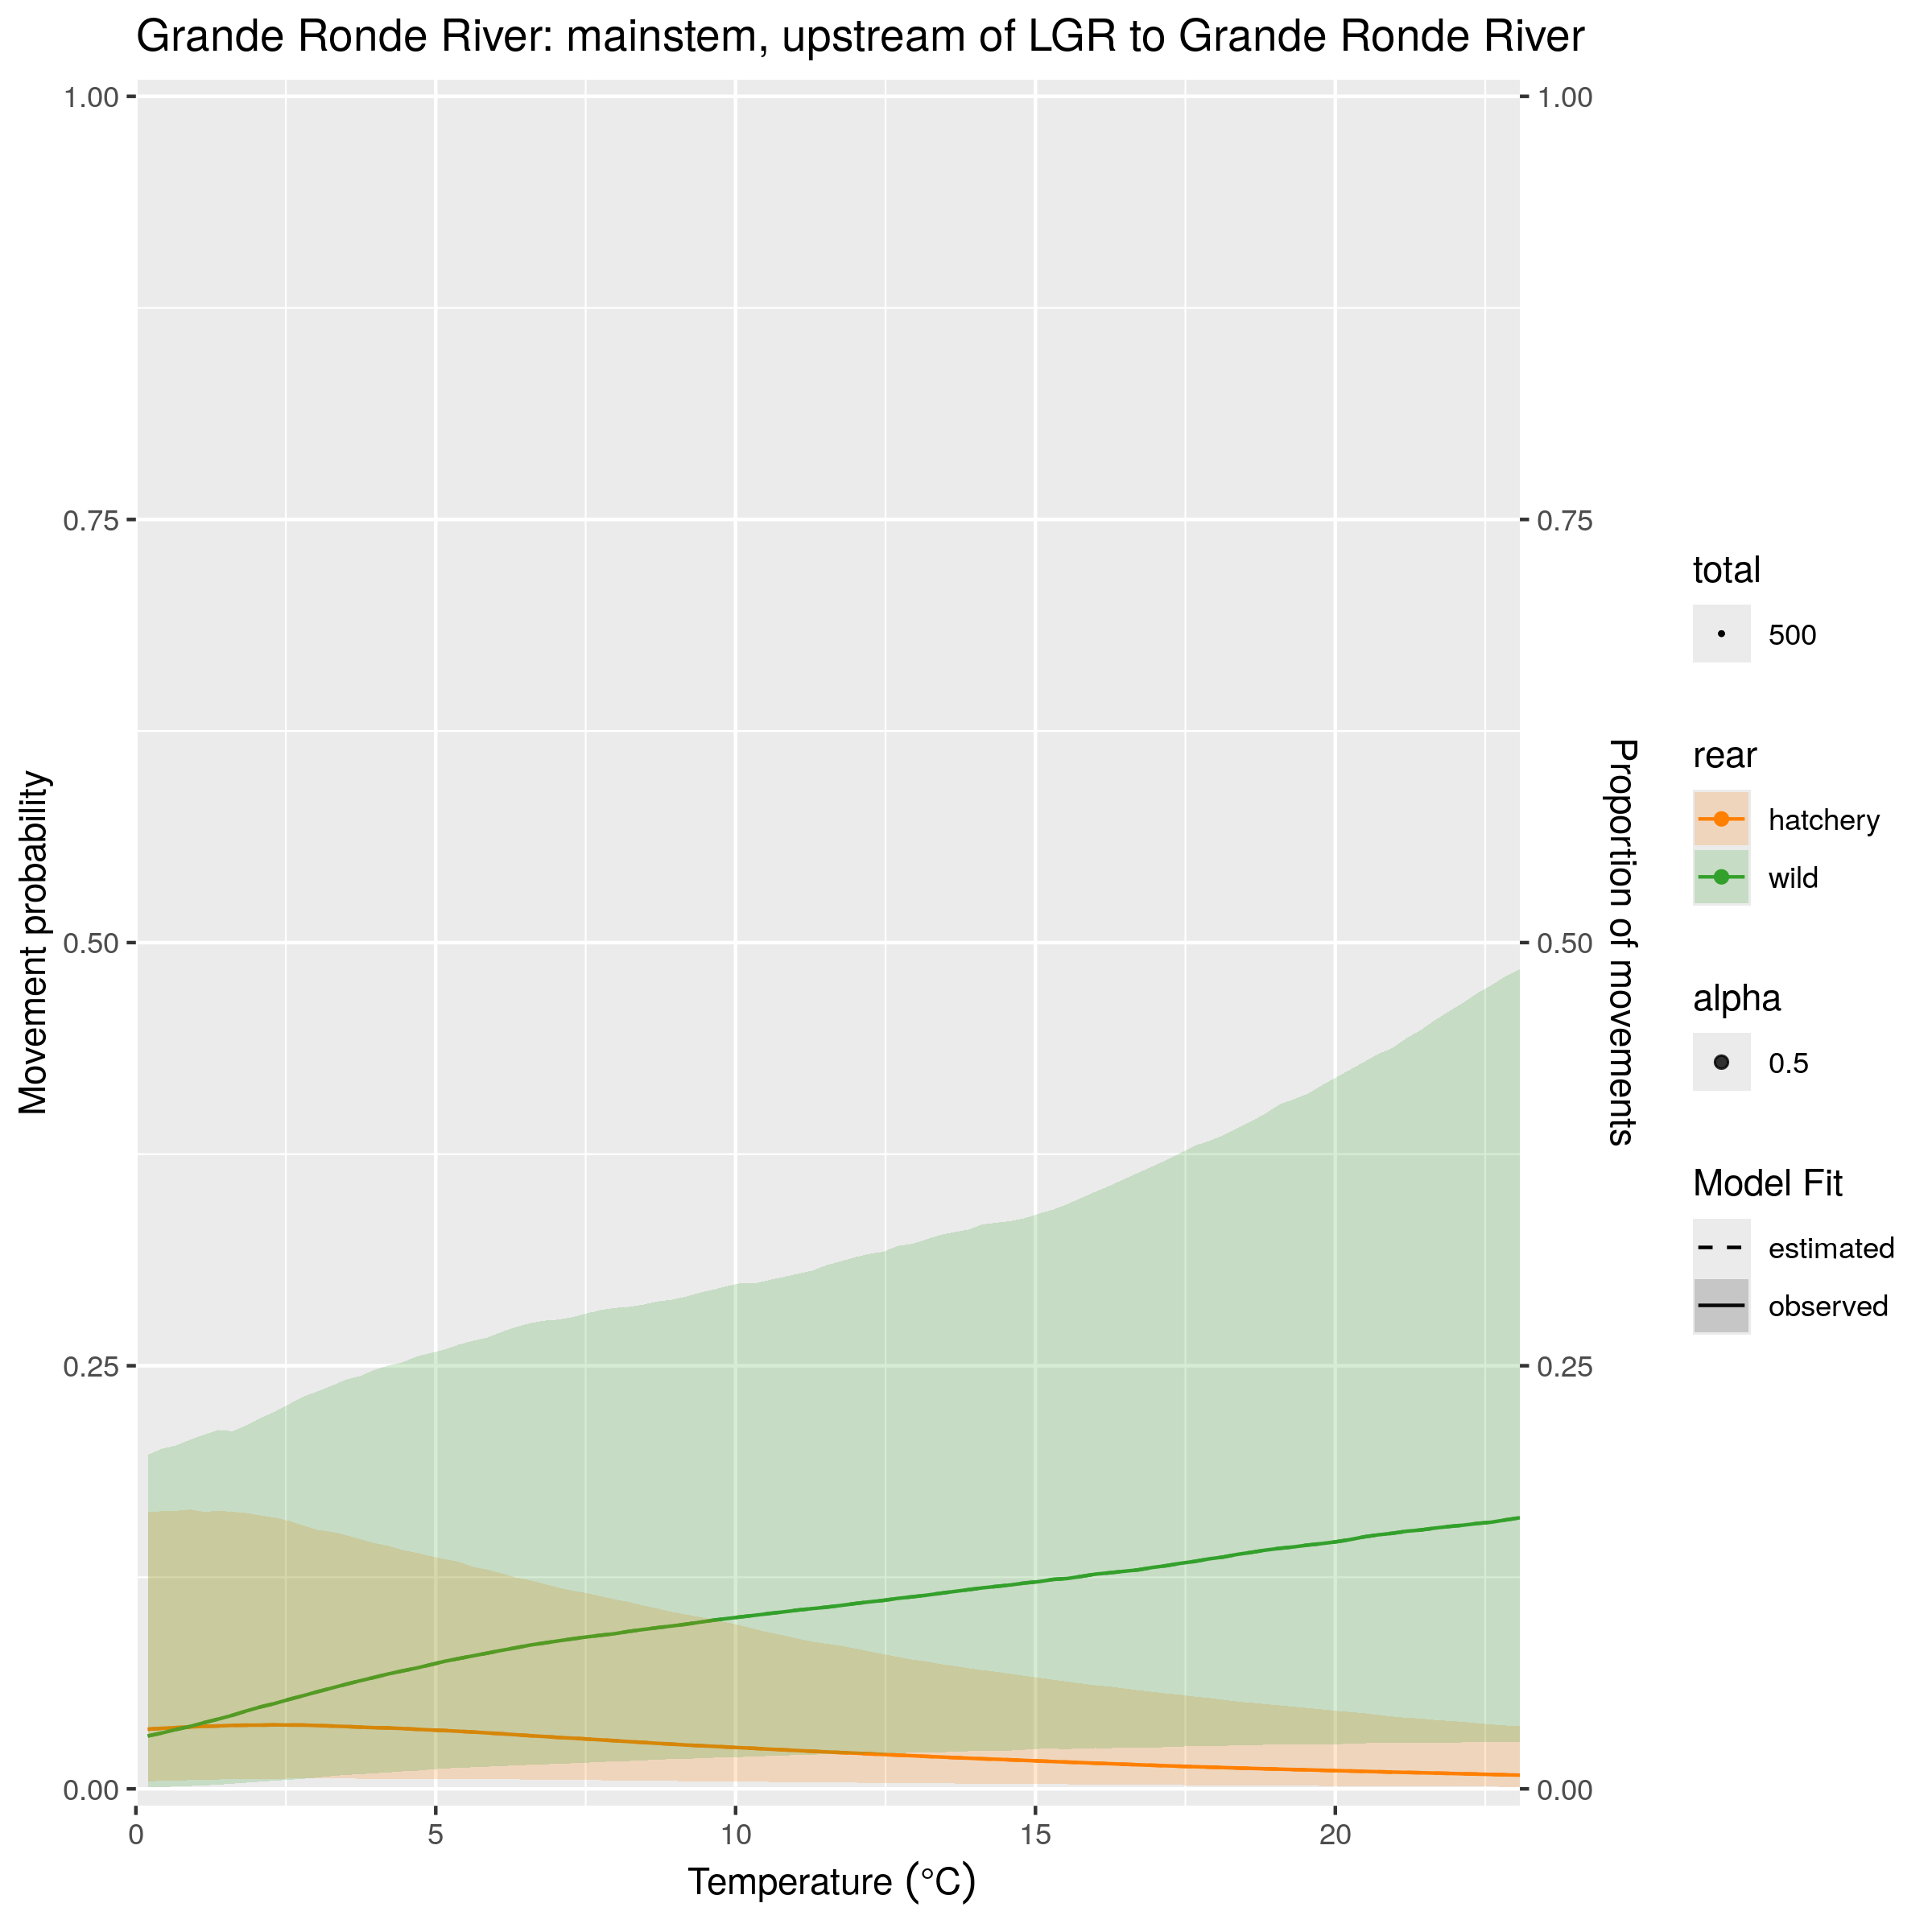 Grande Ronde River: mainstem, upstream of LGR to Grande Ronde River
1.00
0.75
0.50
0.25
0.00
Movement probability
0
5
10
15
20
Temperature (°C)
1.00
0.75
0.50
0.25
0.00
Proportion of movements
total
500
rear
hatchery
wild
alpha
0.5
Model Fit
estimated
observed